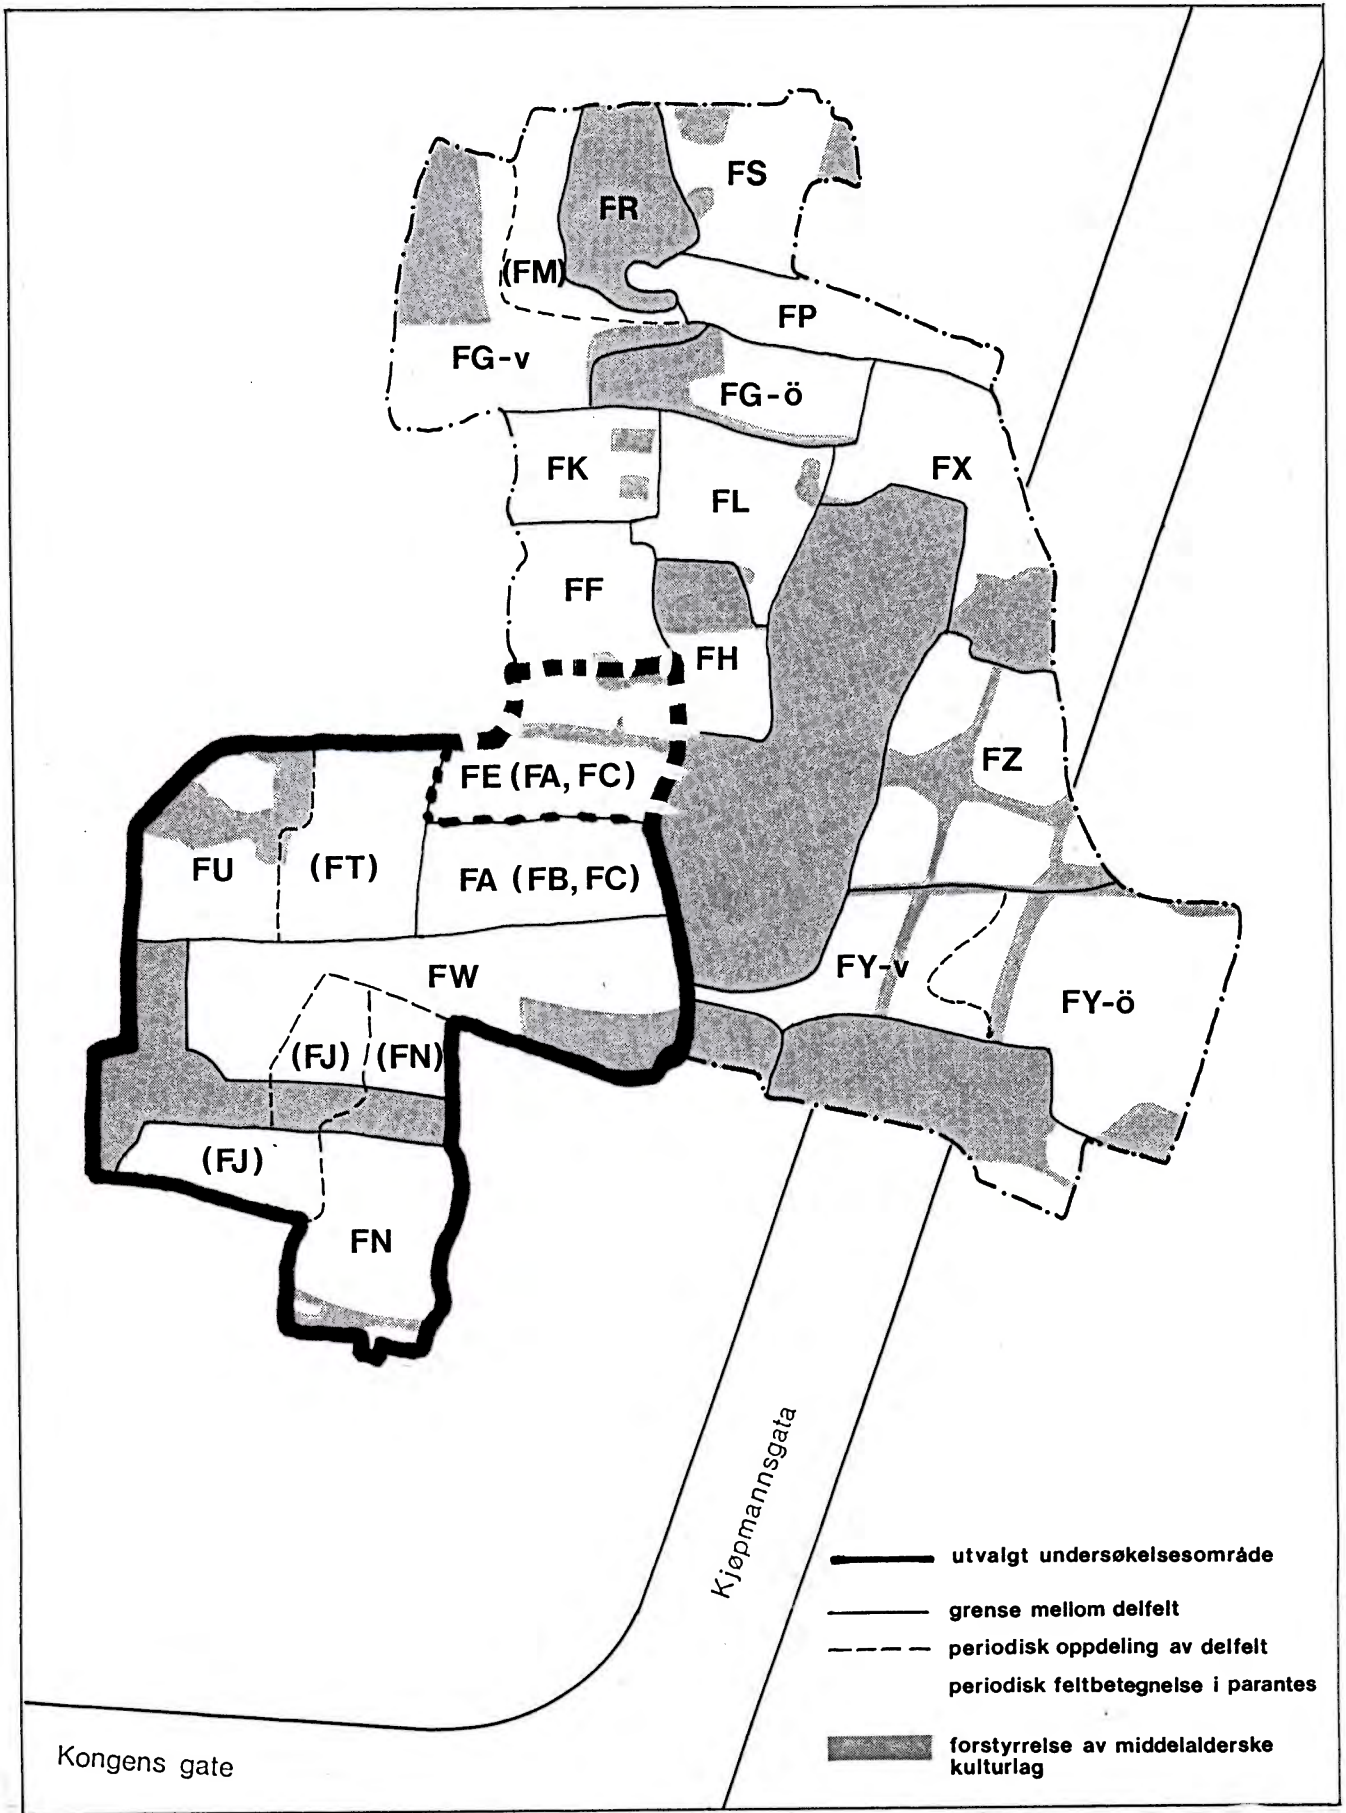 FS
FR
(FM)
FP
FG-v
FG-ö
FK
FX
FL
FF
FH
FZ
FE (FA, FC)
FU
(FT)
FA (FB, FC)
FW
FY-v
FY-ö
(FJ)
(FN)
(FJ)
FN
Kjøpmannsgata
Kongens gate
utvalgt undersøkelsesområde
grense mellom delfelt
periodisk oppdeling av delfelt
periodisk feltbetegnelse i parantes
forstyrrelse av middelalderske
kulturlag